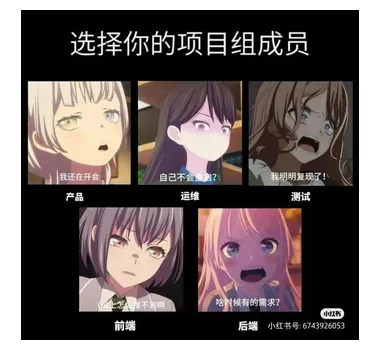 选择你的项目组成员
我还在开会
自己不会重启?
我明明复现了!
产品
运维
测试
啥时候有的需求?
前端
后端
小红书
小红书号: 6743926053